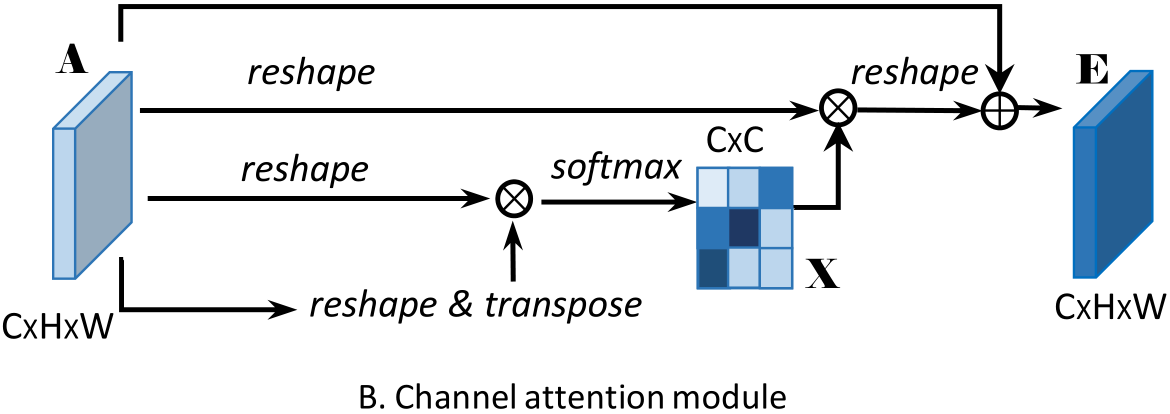 A
reshape
reshape
E
CxC
reshape
softmax
X
reshape & transpose
CxHxW
CxHxW
B. Channel attention module